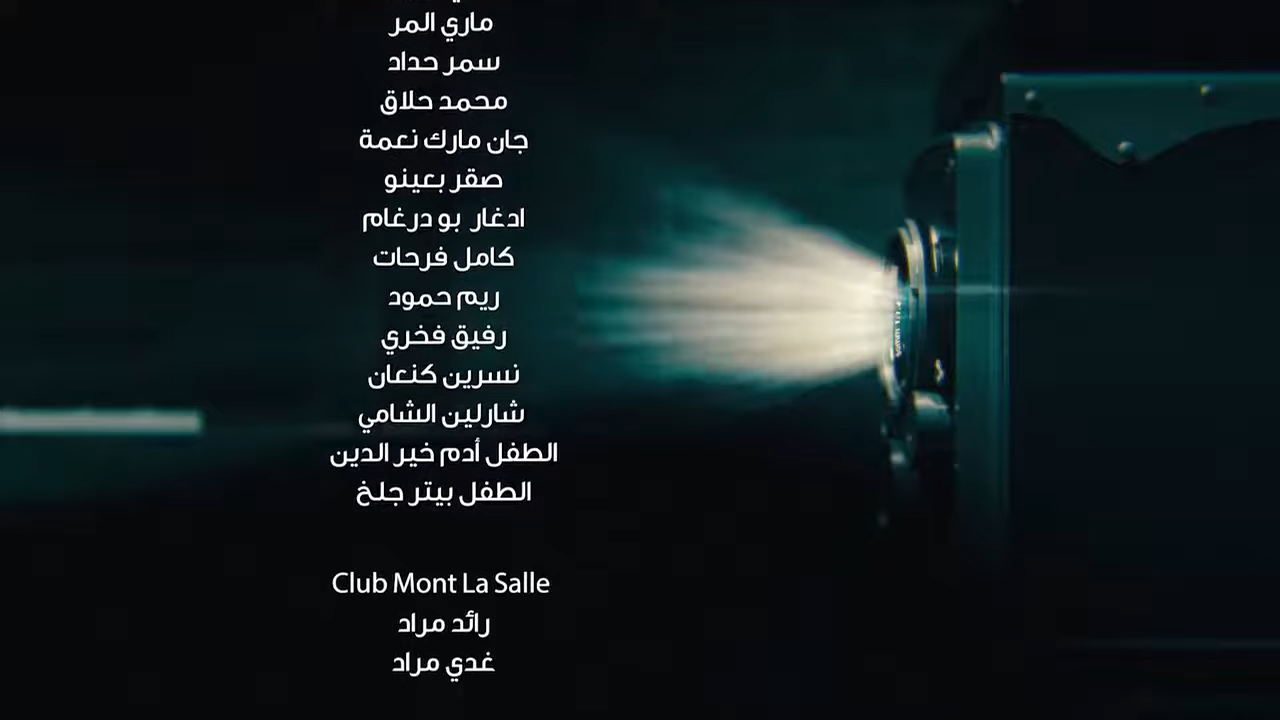 ماري المر
سمر حداد
محمد حلاق
جان مارك نعمة
صقر بعينو
ادغار بو درغام
كامل فرحات
ريم حمود
رفيق فخري
نسرين كنعان
شارلين الشامي
الطفل أدم خير الدين
الطفل بيتر جلخ
Club Mont La Salle
رائد مراد
غدي مراد